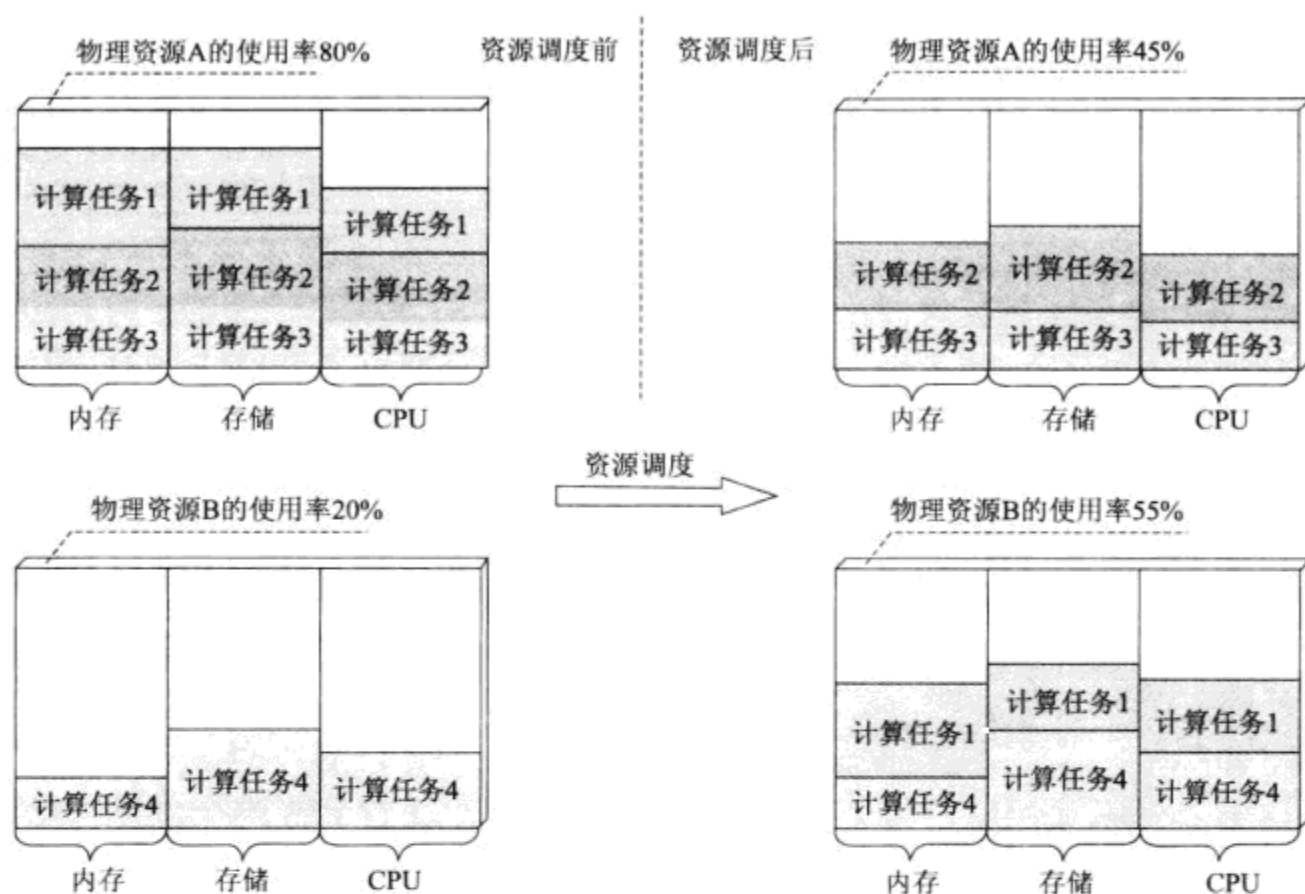 物理资源A的使用率80%
资源调度前
资源调度后
物理资源A的使用率45%
计算任务1
计算任务1
计算任务1
计算任务2
计算任务2
计算任务2
计算任务3
计算任务3
计算任务3
内存
存储
CPU
计算任务2
计算任务2
计算任务2
计算任务3
计算任务3
计算任务3
内存
存储
CPU
资源调度
物理资源B的使用率20%
物理资源B的使用率55%
计算任务4
计算任务4
计算任务4
内存
存储
CPU
计算任务1
计算任务1
计算任务1
计算任务4
计算任务4
计算任务4
内存
存储
CPU